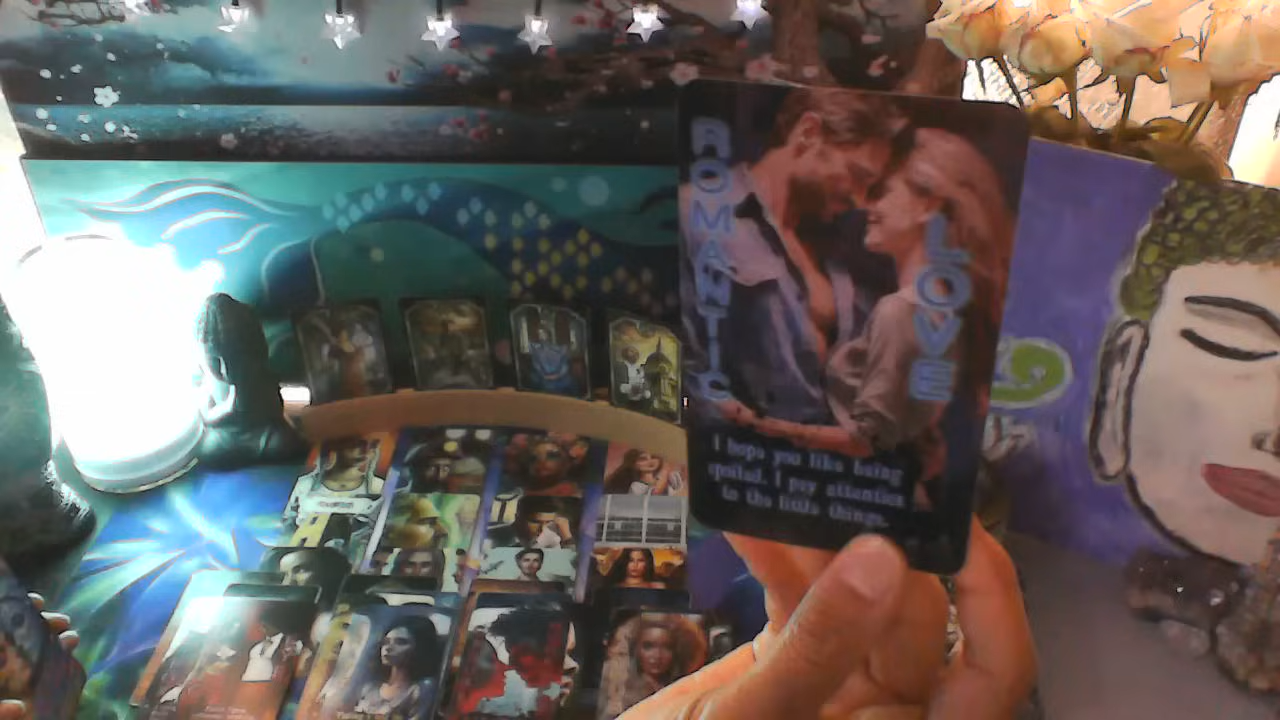 ROMANTIC
LOVE
I hope you like being
spoiled. I pay attention
to the little things.